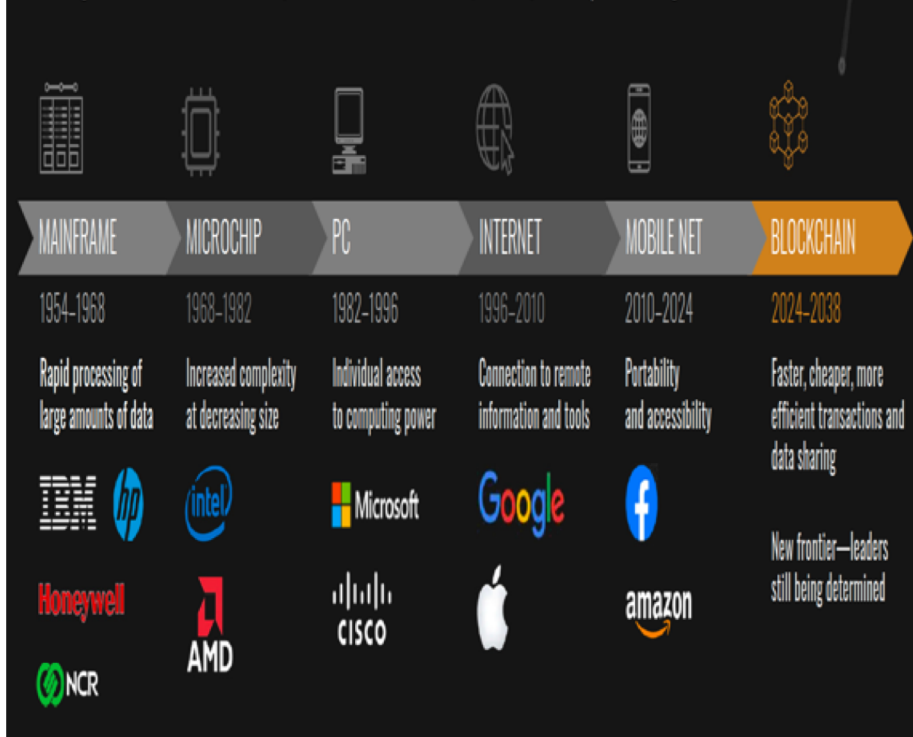 MAINFRAME
MICROCHIP
PC
INTERNET
MOBILE NET
BLOCKCHAIN
1954–1968
1968–1982
1982–1996
1996–2010
2010–2024
2024–2038
Rapid processing of
large amounts of data
Increased complexity
at decreasing size
Individual access
to computing power
Connection to remote
information and tools
Portability
and accessibility
Faster, cheaper, more
efficient transactions and
data sharing
IBM
hp
intel
Microsoft
Google
f
New frontier—leaders
still being determined
Honeywell
AMD
CISCO
amazon
NCR